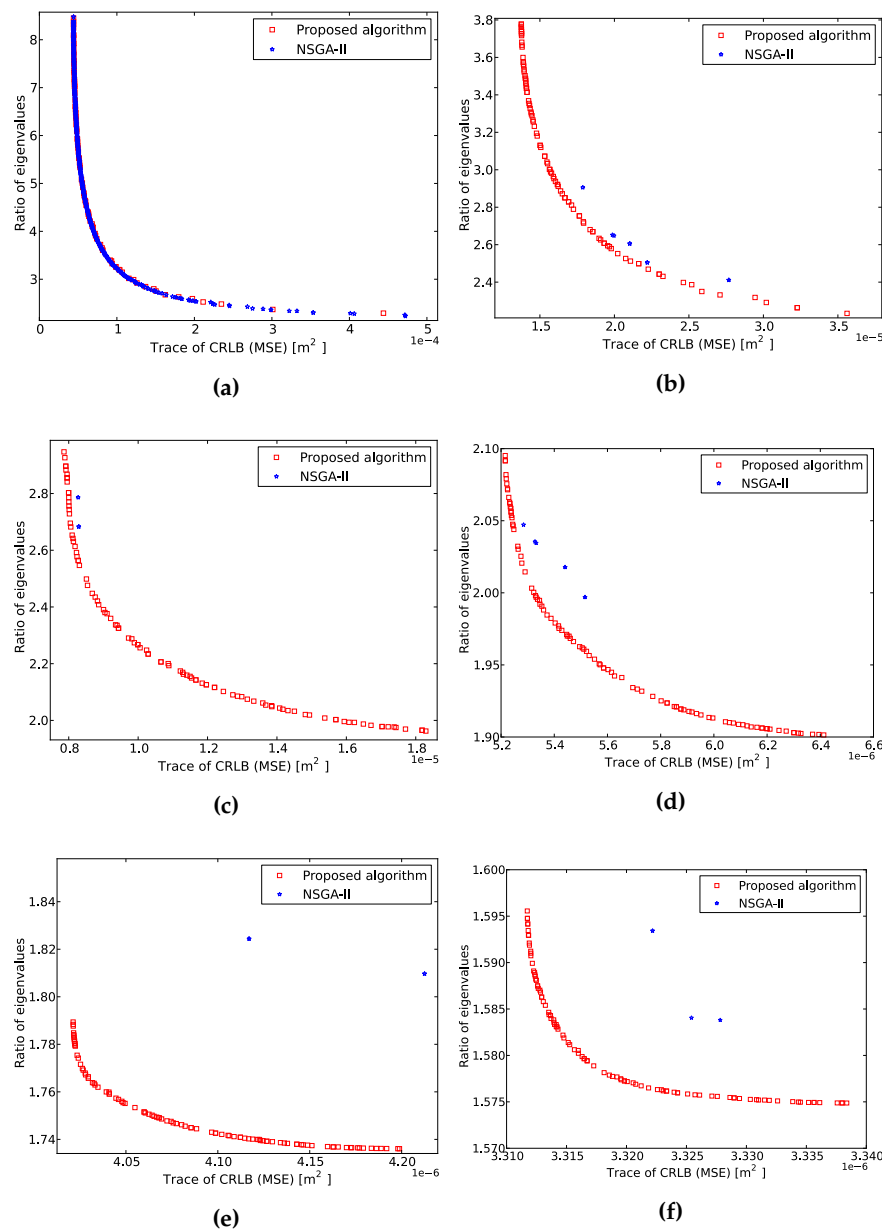 Proposed algorithm
NSGA-II
Ratio of eigenvalues
8
7
6
5
4
3
0
1
2
3
4
5
1e−4
Trace of CRLB (MSE) [m² ]
(a)
Proposed algorithm
NSGA-II
Ratio of eigenvalues
3.8
3.6
3.4
3.2
3.0
2.8
2.6
2.4
1.5
2.0
2.5
3.0
3.5
1e−5
Trace of CRLB (MSE) [m² ]
(b)
Proposed algorithm
NSGA-II
Ratio of eigenvalues
2.8
2.6
2.4
2.2
2.0
0.8
1.0
1.2
1.4
1.6
1.8
1e−5
Trace of CRLB (MSE) [m² ]
(c)
Proposed algorithm
NSGA-II
Ratio of eigenvalues
2.10
2.05
2.00
1.95
1.90
5.2
5.4
5.6
5.8
6.0
6.2
6.4
6.6
1e−6
Trace of CRLB (MSE) [m² ]
(d)
Proposed algorithm
NSGA-II
Ratio of eigenvalues
1.84
1.82
1.80
1.78
1.76
1.74
4.05
4.10
4.15
4.20
1e−6
Trace of CRLB (MSE) [m² ]
(e)
Proposed algorithm
NSGA-II
Ratio of eigenvalues
1.600
1.595
1.590
1.585
1.580
1.575
1.570
3.310
3.315
3.320
3.325
3.330
3.335
3.340
1e−6
Trace of CRLB (MSE) [m² ]
(f)